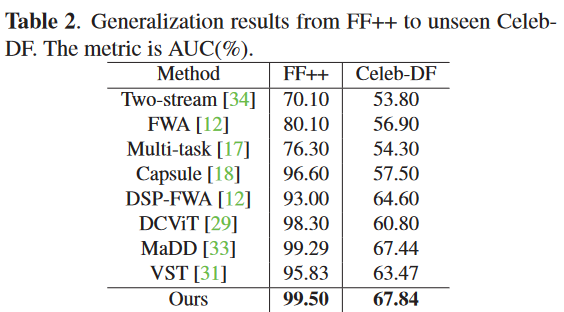 Table 2. Generalization results from FF++ to unseen Celeb-
DF. The metric is AUC(%).
Method FF++ Celeb-DF
Two-stream [34] 70.10 53.80
FWA [12] 80.10 56.90
Multi-task [17] 76.30 54.30
Capsule [18] 96.60 57.50
DSP-FWA [12] 93.00 64.60
DCViT [29] 98.30 60.80
MaDD [33] 99.29 67.44
VST [31] 95.83 63.47
Ours 99.50 67.84